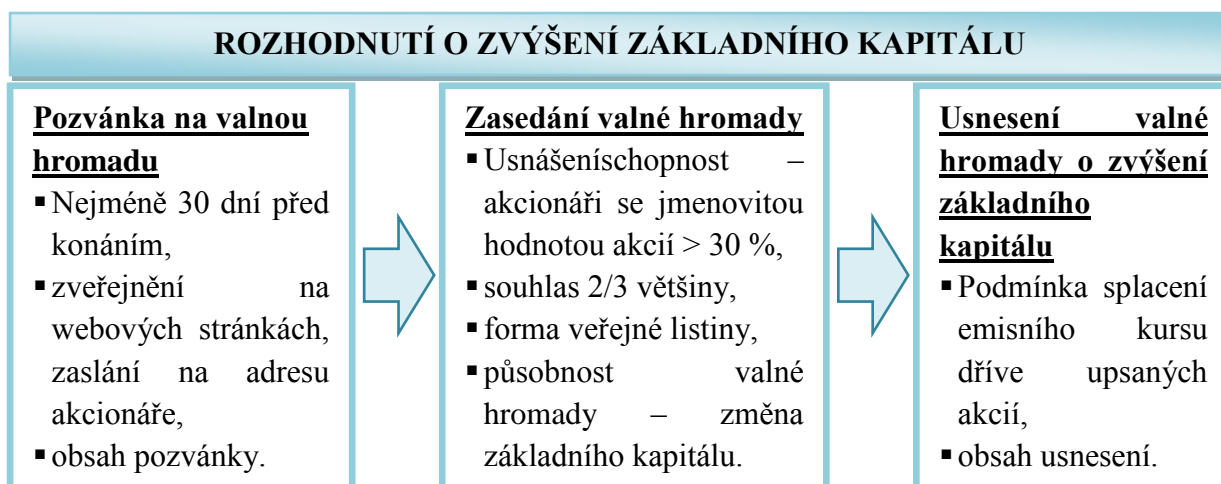 ROZHODNUTÍ O ZVÝŠENÍ ZÁKLADNÍHO KAPITÁLU
Pozvánka na valnou
hromadu
▪ Nejméně 30 dní před
konáním,
▪ zveřejnění na
webových stránkách,
zaslání na adresu
akcionáře,
▪ obsah pozvánky.
Zasedání valné hromady
▪ Usnášeníschopnost –
akcionáři se jmenovitou
hodnotou akcií > 30 %,
▪ souhlas 2/3 většiny,
▪ forma veřejné listiny,
▪ působnost valné
hromady – změna
základního kapitálu.
Usnesení valné
hromady o zvýšení
základního
kapitálu
▪ Podmínka splacení
emisního kursu
dříve upsaných
akcií,
▪ obsah usnesení.